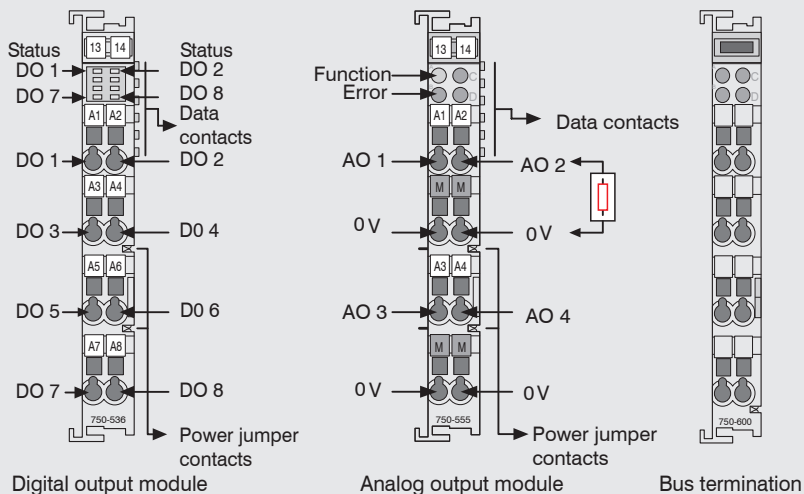 13 14
Status
Status
DO 1
DO 2
DO 7
DO 8
A1 A2
Data
contacts
DO 1
DO 2
A3 A4
DO 3
D0 4
A5 A6
DO 5
D0 6
A7 A8
DO 7
DO 8
750-536
Power jumper
contacts
Digital output module
13 14
Function
C
Error
D
A1 A2
Data contacts
AO 1
AO 2
M M
0V
0V
A3 A4
AO 3
AO 4
M M
0V
0V
750-555
Power jumper
contacts
Analog output module
C
D
750-600
Bus termination